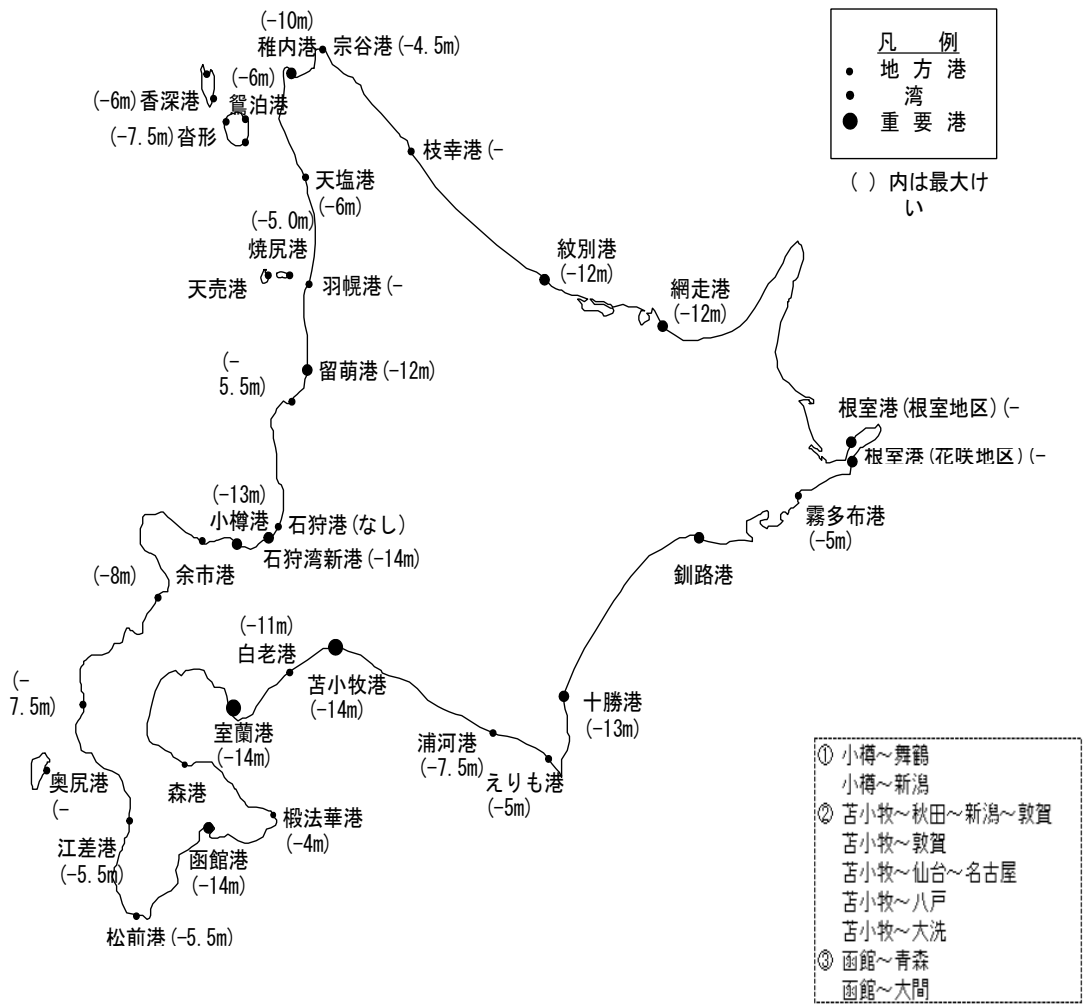 (-10m)
稚内港
宗谷港(-4.5m)
(-6m)
(-6m)香深港
鴛泊港
(-7.5m)沓形
枝幸港(-
天塩港
(-6m)
(-5.0m)
焼尻港
天売港
羽幌港(-
紋別港
(-12m)
網走港
(-12m)
(-
5.5m)
留萌港(-12m)
根室港(根室地区)(-
根室港(花咲地区)(-
霧多布港
(-5m)
釧路港
(-13m)
小樽港
石狩港(なし)
石狩湾新港(-14m)
余市港
(-8m)
(-11m)
白老港
苫小牧港
(-14m)
(-
7.5m)
室蘭港
(-14m)
十勝港
(-13m)
浦河港
(-7.5m)
えりも港
(-5m)
奥尻港
(-
森港
椴法華港
(-4m)
江差港
(-5.5m)
函館港
(-14m)
松前港(-5.5m)
凡 例
地 方 港
湾
重 要 港
( ) 内は最大け
い
① 小樽～舞鶴
小樽～新潟
② 苫小牧～秋田～新潟～敦賀
苫小牧～敦賀
苫小牧～仙台～名古屋
苫小牧～八戸
苫小牧～大洗
③ 函館～青森
函館～大間